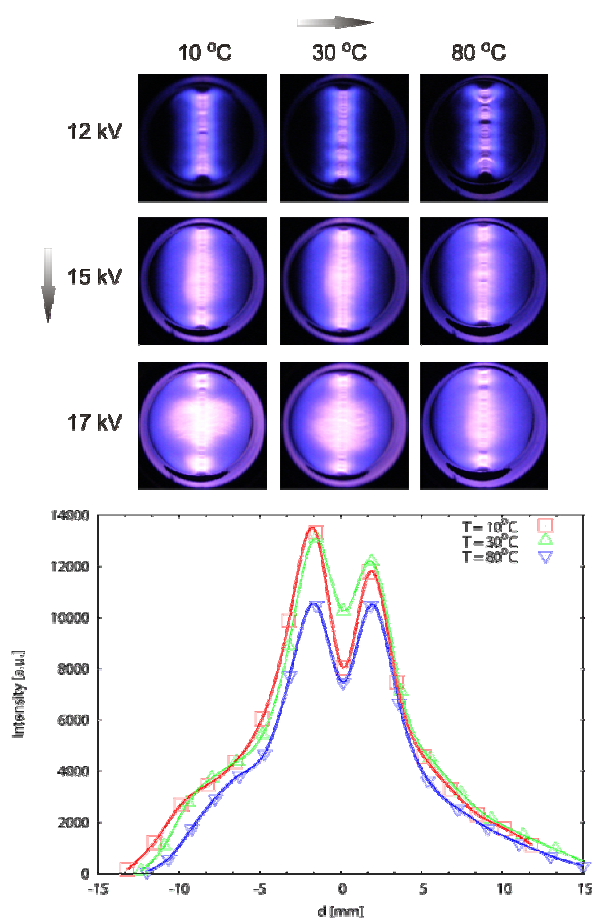 10 °C 30 °C 80 °C
12 kV
15 kV
17 kV
14000
12000
10000
8000
6000
4000
2000
0
Intensity [a.u.]
T = 10°C
T = 30°C
T = 80°C
-15 -10 -5 0 5 10 15
d [mm]